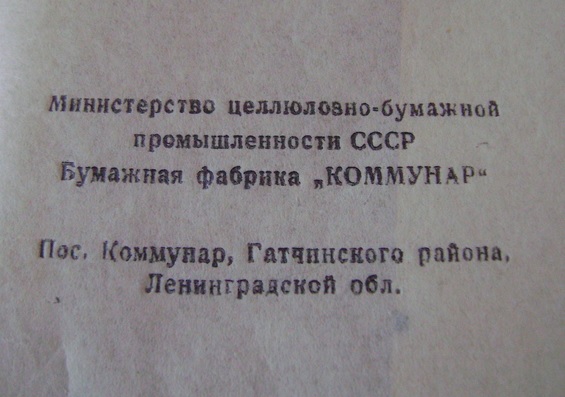 Министерство целлюлозно-бумажной
промышленности СССР
Бумажная фабрика „КОММУНАР“
Пос. Коммунар, Гатчинского района,
Ленинградской обл.